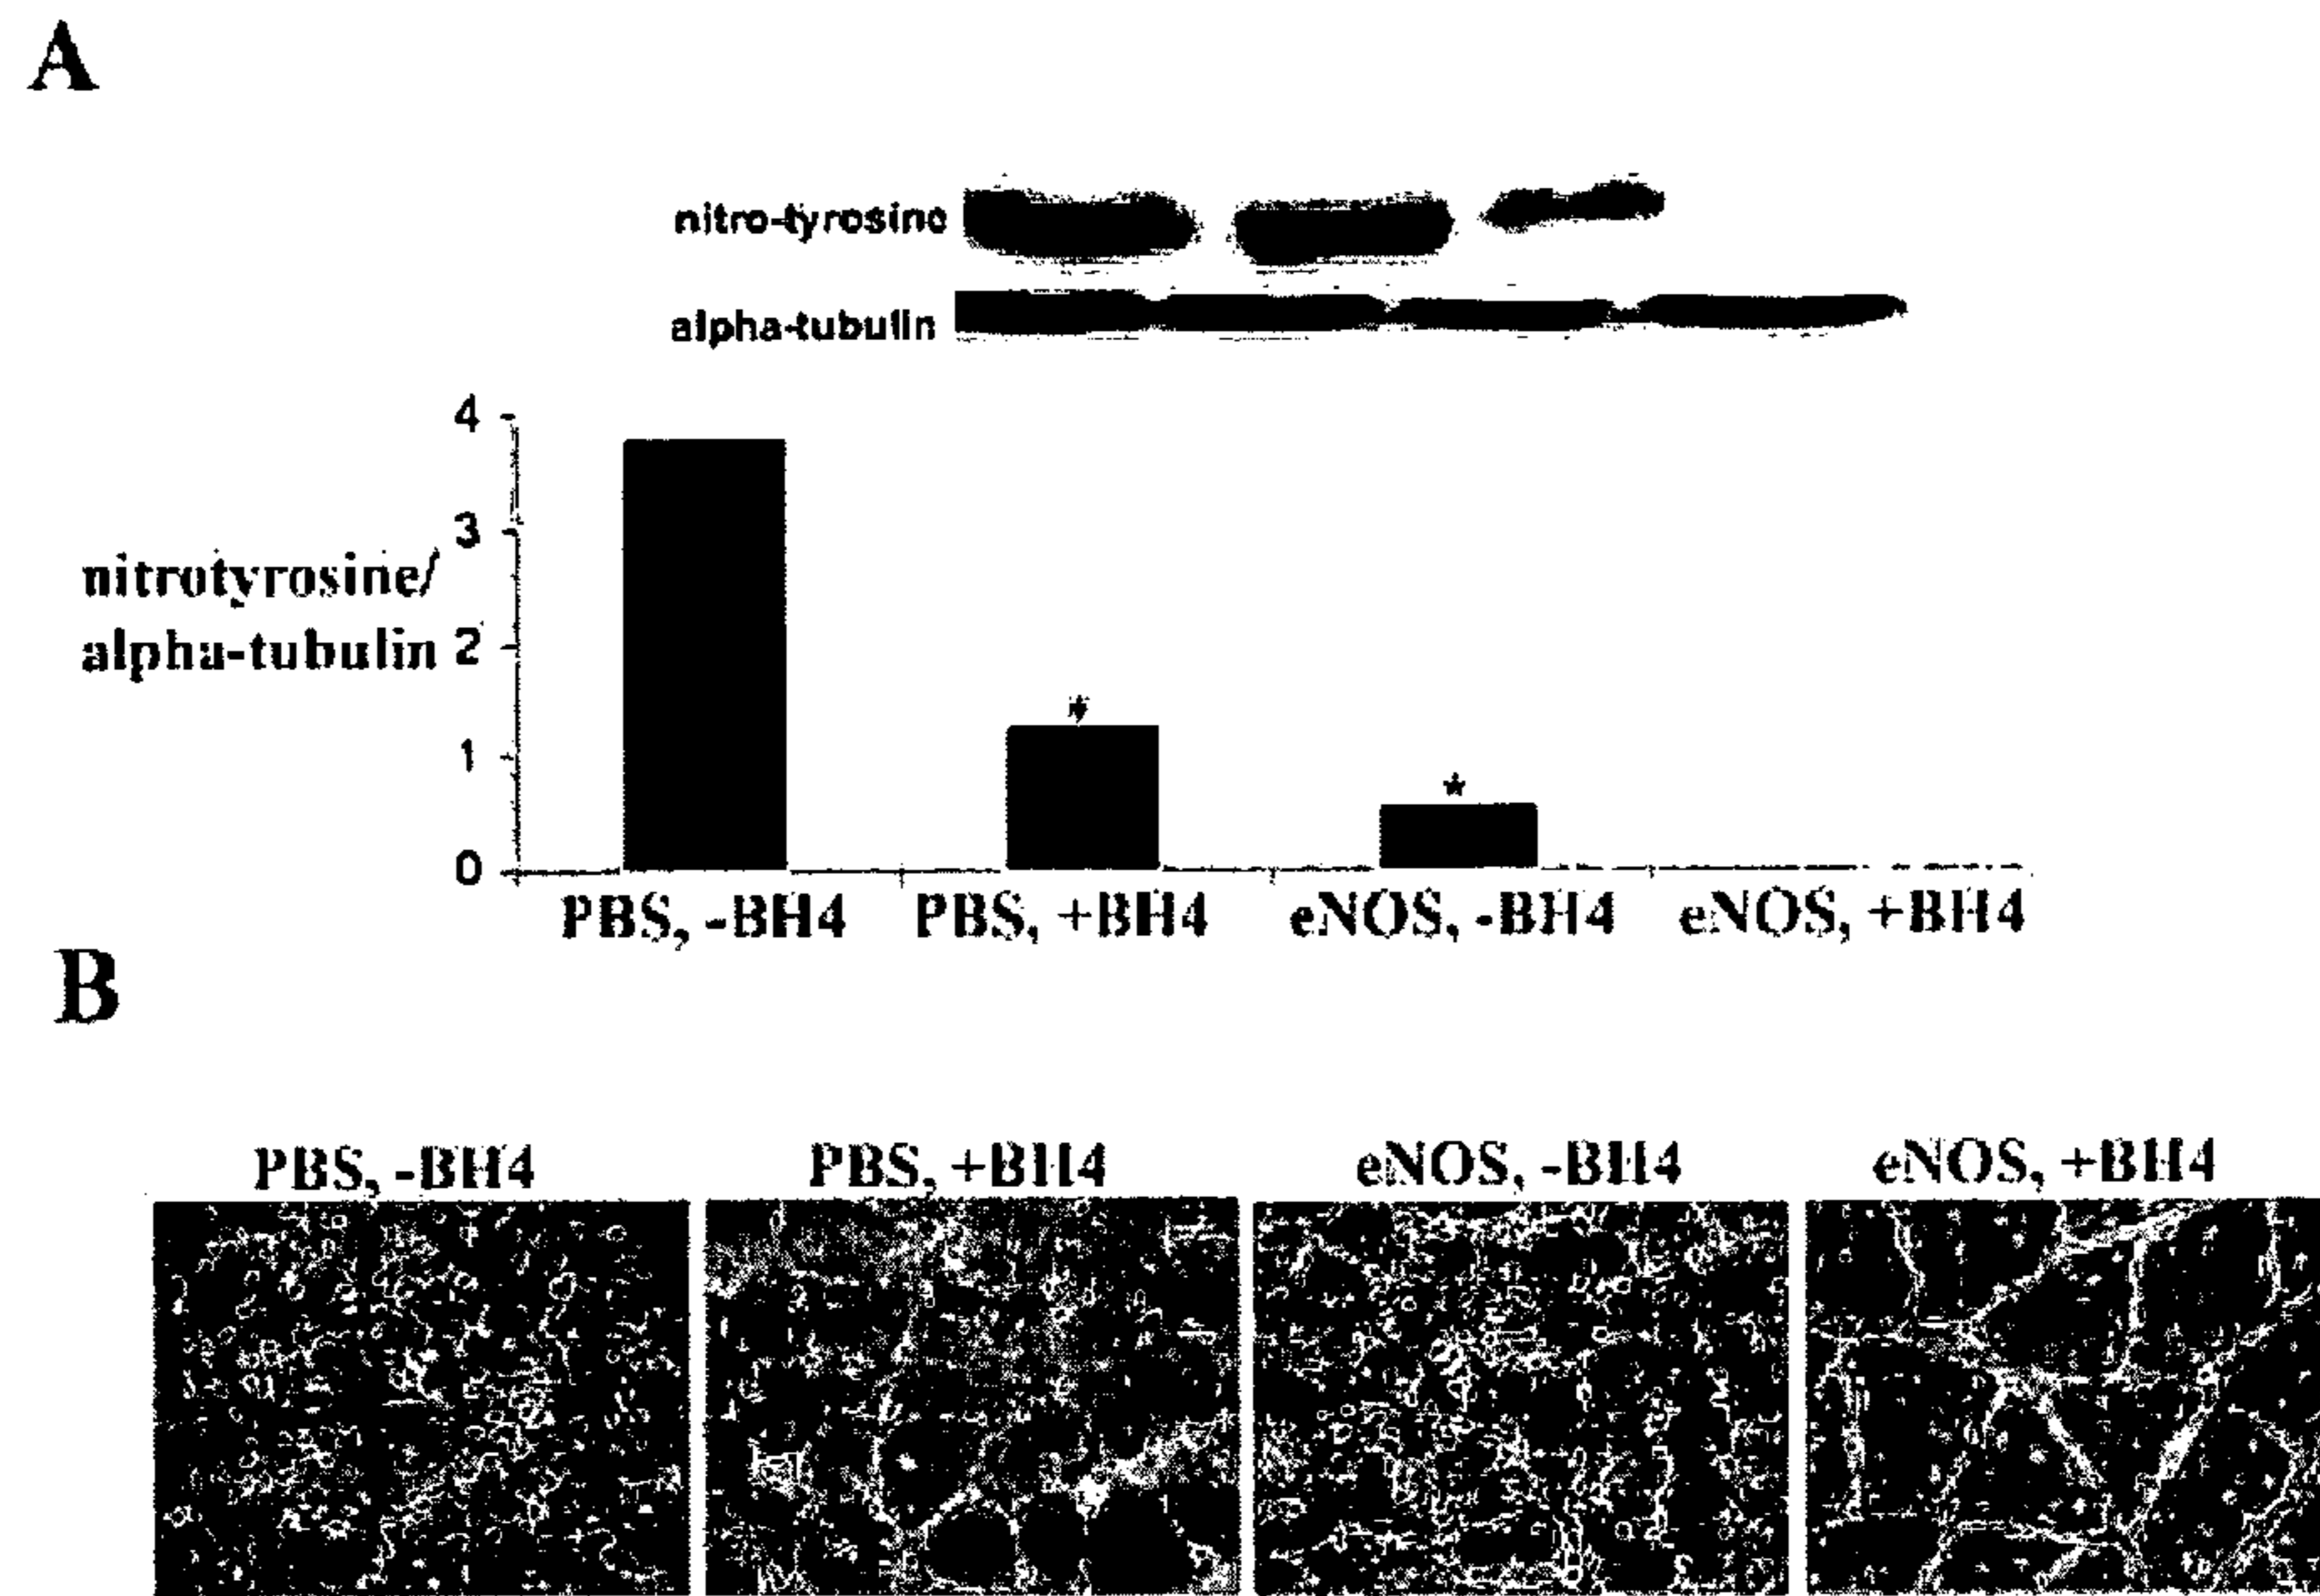 A
nitro-tyrosine
alpha-tubulin
4
3
nitrotyrosine/
alpha-tubulin
2
1
0
*
*
PBS, -BH4 PBS, +BH4 eNOS, -BH4 eNOS, +BH4
B
PBS, -BH4 PBS, +BH4 eNOS, -BH4 eNOS, +BH4